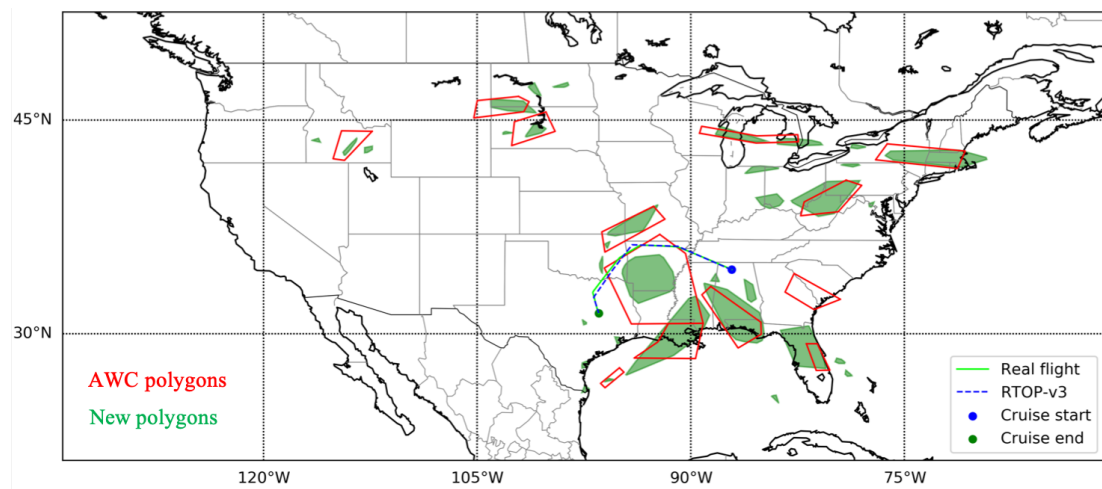 45°N
30°N
AWC polygons
New polygons
Real flight
RTOP-v3
Cruise start
Cruise end
120°W 105°W 90°W 75°W